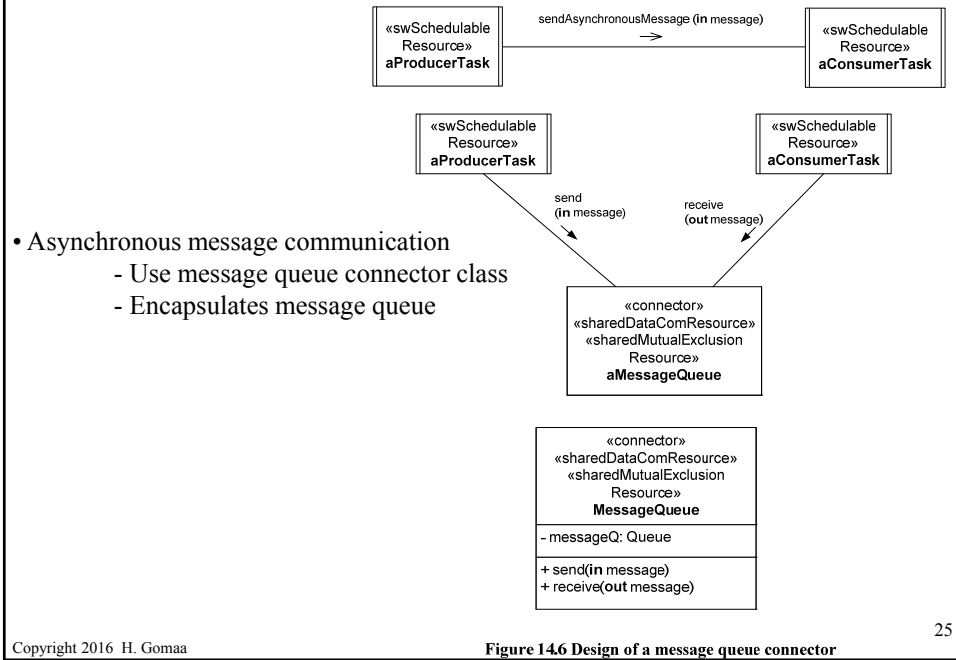 sendAsynchronousMessage (in message)
«swSchedulable
Resource»
aProducerTask
«swSchedulable
Resource»
aConsumerTask
«swSchedulable
Resource»
aProducerTask
«swSchedulable
Resource»
aConsumerTask
send
(in message)
receive
(out message)
• Asynchronous message communication
- Use message queue connector class
- Encapsulates message queue
«connector»
«sharedDataComResource»
«sharedMutualExclusion
Resource»
aMessageQueue
«connector»
«sharedDataComResource»
«sharedMutualExclusion
Resource»
MessageQueue
- messageQ: Queue
+ send(in message)
+ receive(out message)
25
Copyright 2016 H. Gomaa
Figure 14.6 Design of a message queue connector